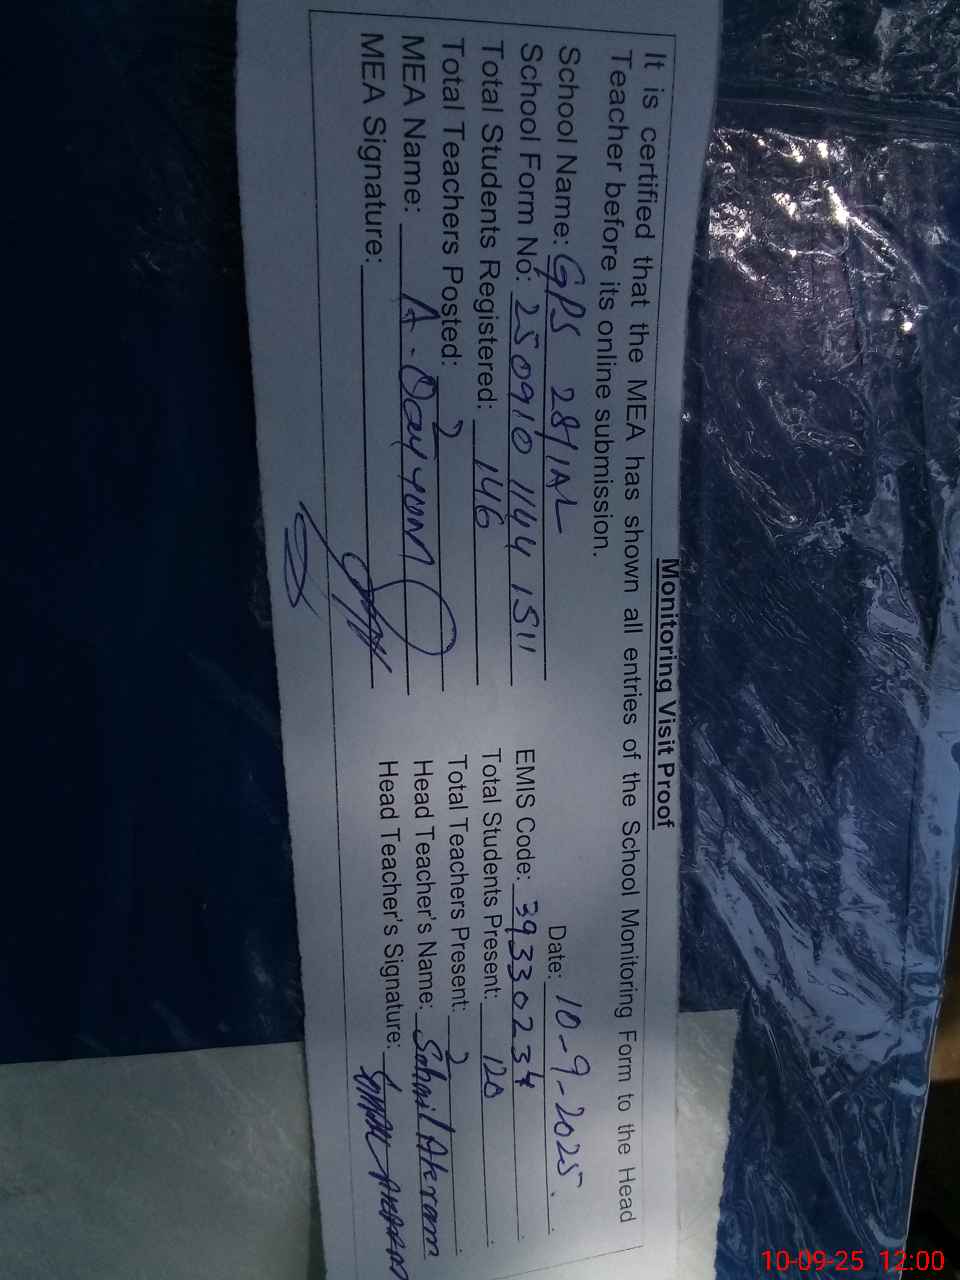 Monitoring Visit Proof
It is certified that the MEA has shown all entries of the School Monitoring Form to the Head
Teacher before its online submission.
Date: 10-9-2025.
School Name: GPS 28/1AL
School Form No: 250910 1144 1511 EMIS Code: 39330234
Total Students Registered: 146 Total Students Present: 120
Total Teachers Posted: 2 Total Teachers Present: 2
MEA Name: A. Qayyoom Head Teacher's Name: Sohail Akram
MEA Signature: Head Teacher's Signature:
10-09-25 12:00